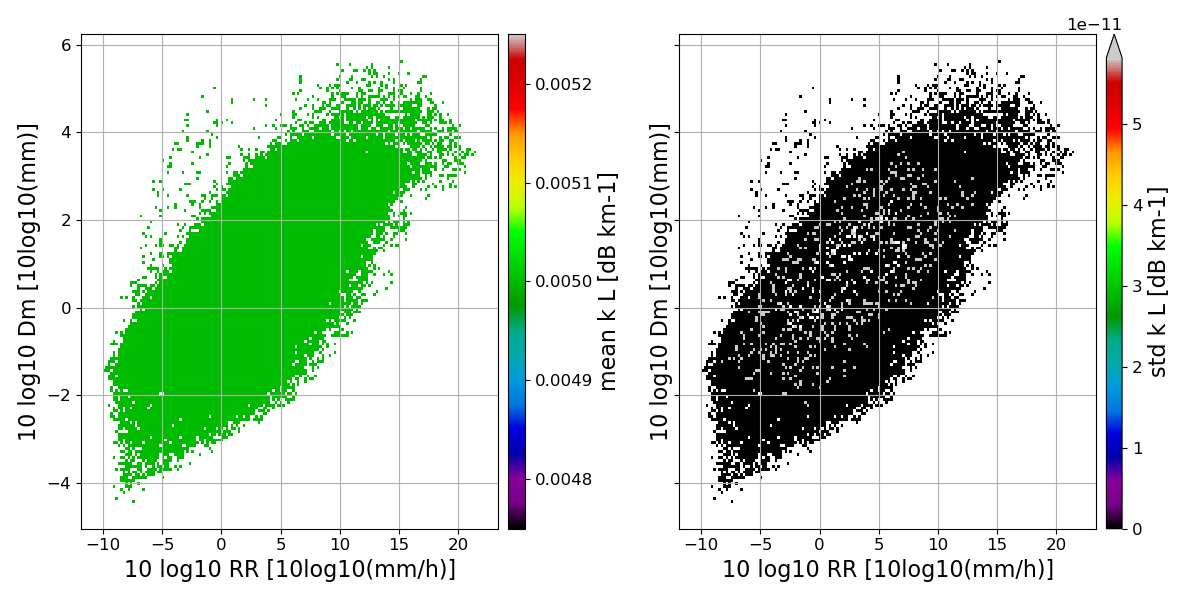 1e−11
6
4
2
0
−2
−4
−10 −5 0 5 10 15 20
10 log10 RR [10log10(mm/h)]
10 log10 Dm [10log10(mm)]
0.0052
0.0051
0.0050
0.0049
0.0048
mean k L [dB km-1]
−10 −5 0 5 10 15 20
10 log10 RR [10log10(mm/h)]
10 log10 Dm [10log10(mm)]
5
4
3
2
1
0
std k L [dB km-1]